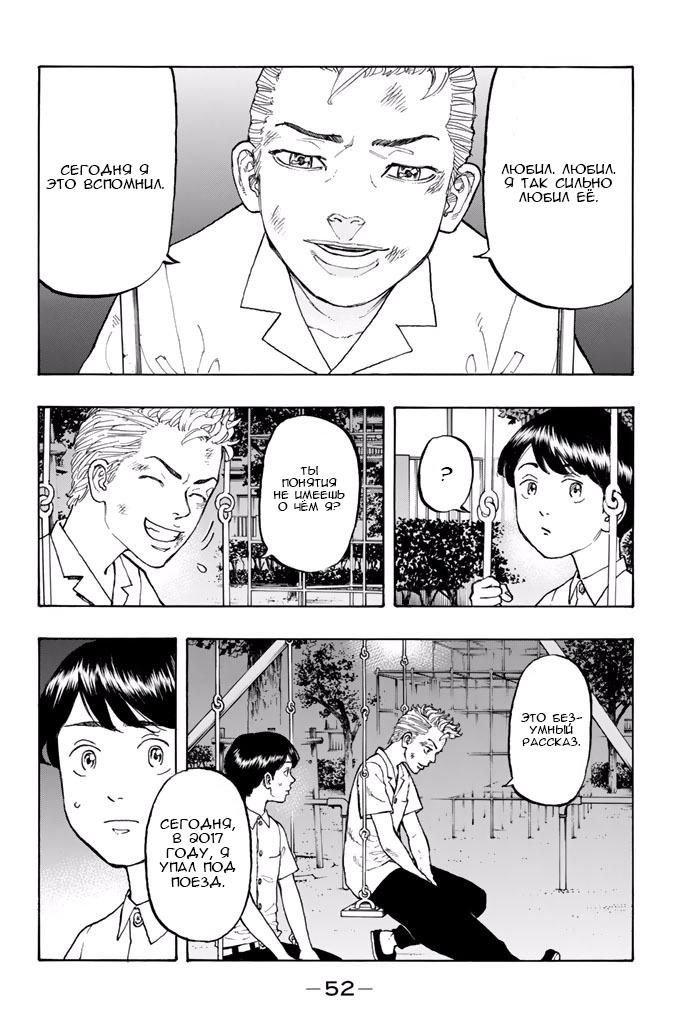 ЛЮБИЛ. ЛЮБИЛ.
Я ТАК СИЛЬНО
ЛЮБИЛ ЕЁ.
СЕГОДНЯ Я
ЭТО ВСПОМНИЛ.
?
ТЫ
ПОНЯТИЯ
НЕ ИМЕЕШЬ
О ЧЁМ Я?
ЭТО БЕЗ-
УМНЫЙ
РАССКАЗ.
СЕГОДНЯ,
В 2017
ГОДУ, Я
УПАЛ ПОД
ПОЕЗД.
—52—